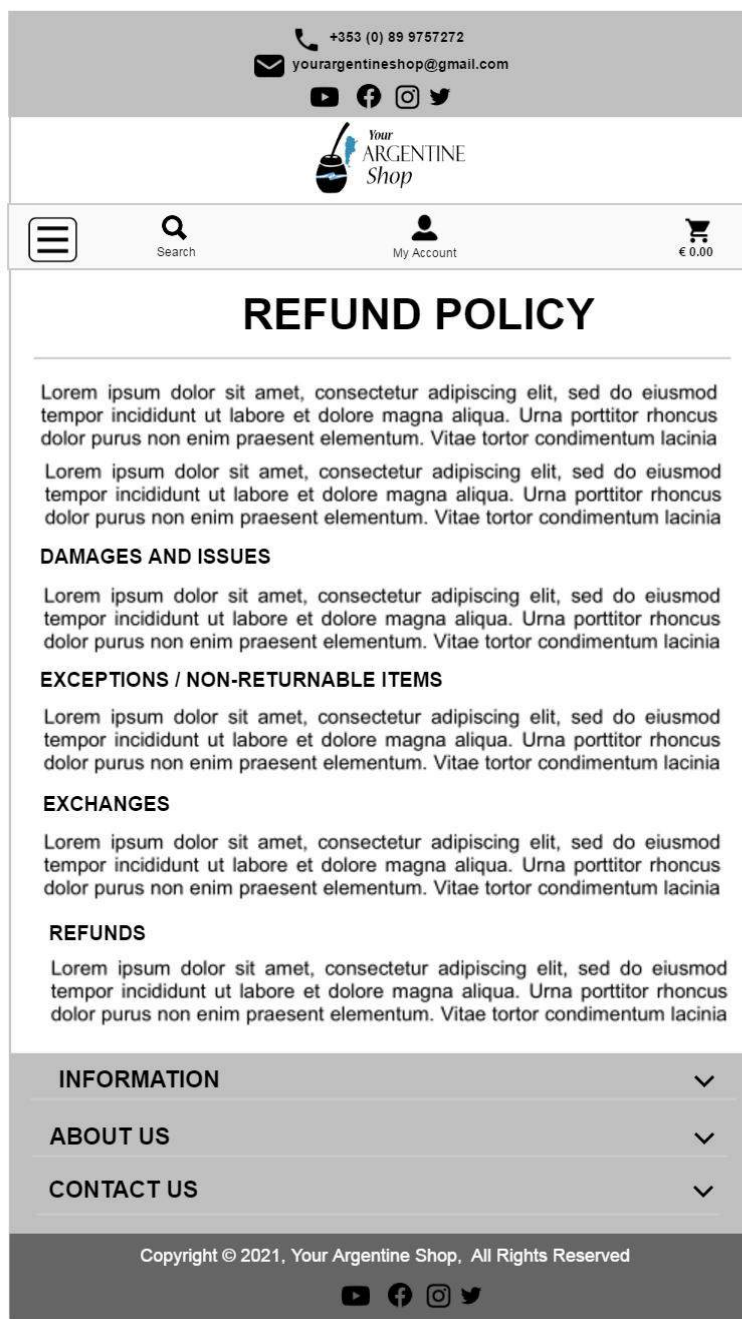 +353 (0) 89 9757272
yourargentineshop@gmail.com
Your
ARGENTINE
Shop
Search
My Account
€ 0.00
REFUND POLICY
Lorem ipsum dolor sit amet, consectetur adipiscing elit, sed do eiusmod
tempor incididunt ut labore et dolore magna aliqua. Urna porttitor rhoncus
dolor purus non enim praesent elementum. Vitae tortor condimentum lacinia
Lorem ipsum dolor sit amet, consectetur adipiscing elit, sed do eiusmod
tempor incididunt ut labore et dolore magna aliqua. Urna porttitor rhoncus
dolor purus non enim praesent elementum. Vitae tortor condimentum lacinia
DAMAGES AND ISSUES
Lorem ipsum dolor sit amet, consectetur adipiscing elit, sed do eiusmod
tempor incididunt ut labore et dolore magna aliqua. Urna porttitor rhoncus
dolor purus non enim praesent elementum. Vitae tortor condimentum lacinia
EXCEPTIONS / NON-RETURNABLE ITEMS
Lorem ipsum dolor sit amet, consectetur adipiscing elit, sed do eiusmod
tempor incididunt ut labore et dolore magna aliqua. Urna porttitor rhoncus
dolor purus non enim praesent elementum. Vitae tortor condimentum lacinia
EXCHANGES
Lorem ipsum dolor sit amet, consectetur adipiscing elit, sed do eiusmod
tempor incididunt ut labore et dolore magna aliqua. Urna porttitor rhoncus
dolor purus non enim praesent elementum. Vitae tortor condimentum lacinia
REFUNDS
Lorem ipsum dolor sit amet, consectetur adipiscing elit, sed do eiusmod
tempor incididunt ut labore et dolore magna aliqua. Urna porttitor rhoncus
dolor purus non enim praesent elementum. Vitae tortor condimentum lacinia
INFORMATION
ABOUT US
CONTACT US
Copyright © 2021, Your Argentine Shop, All Rights Reserved